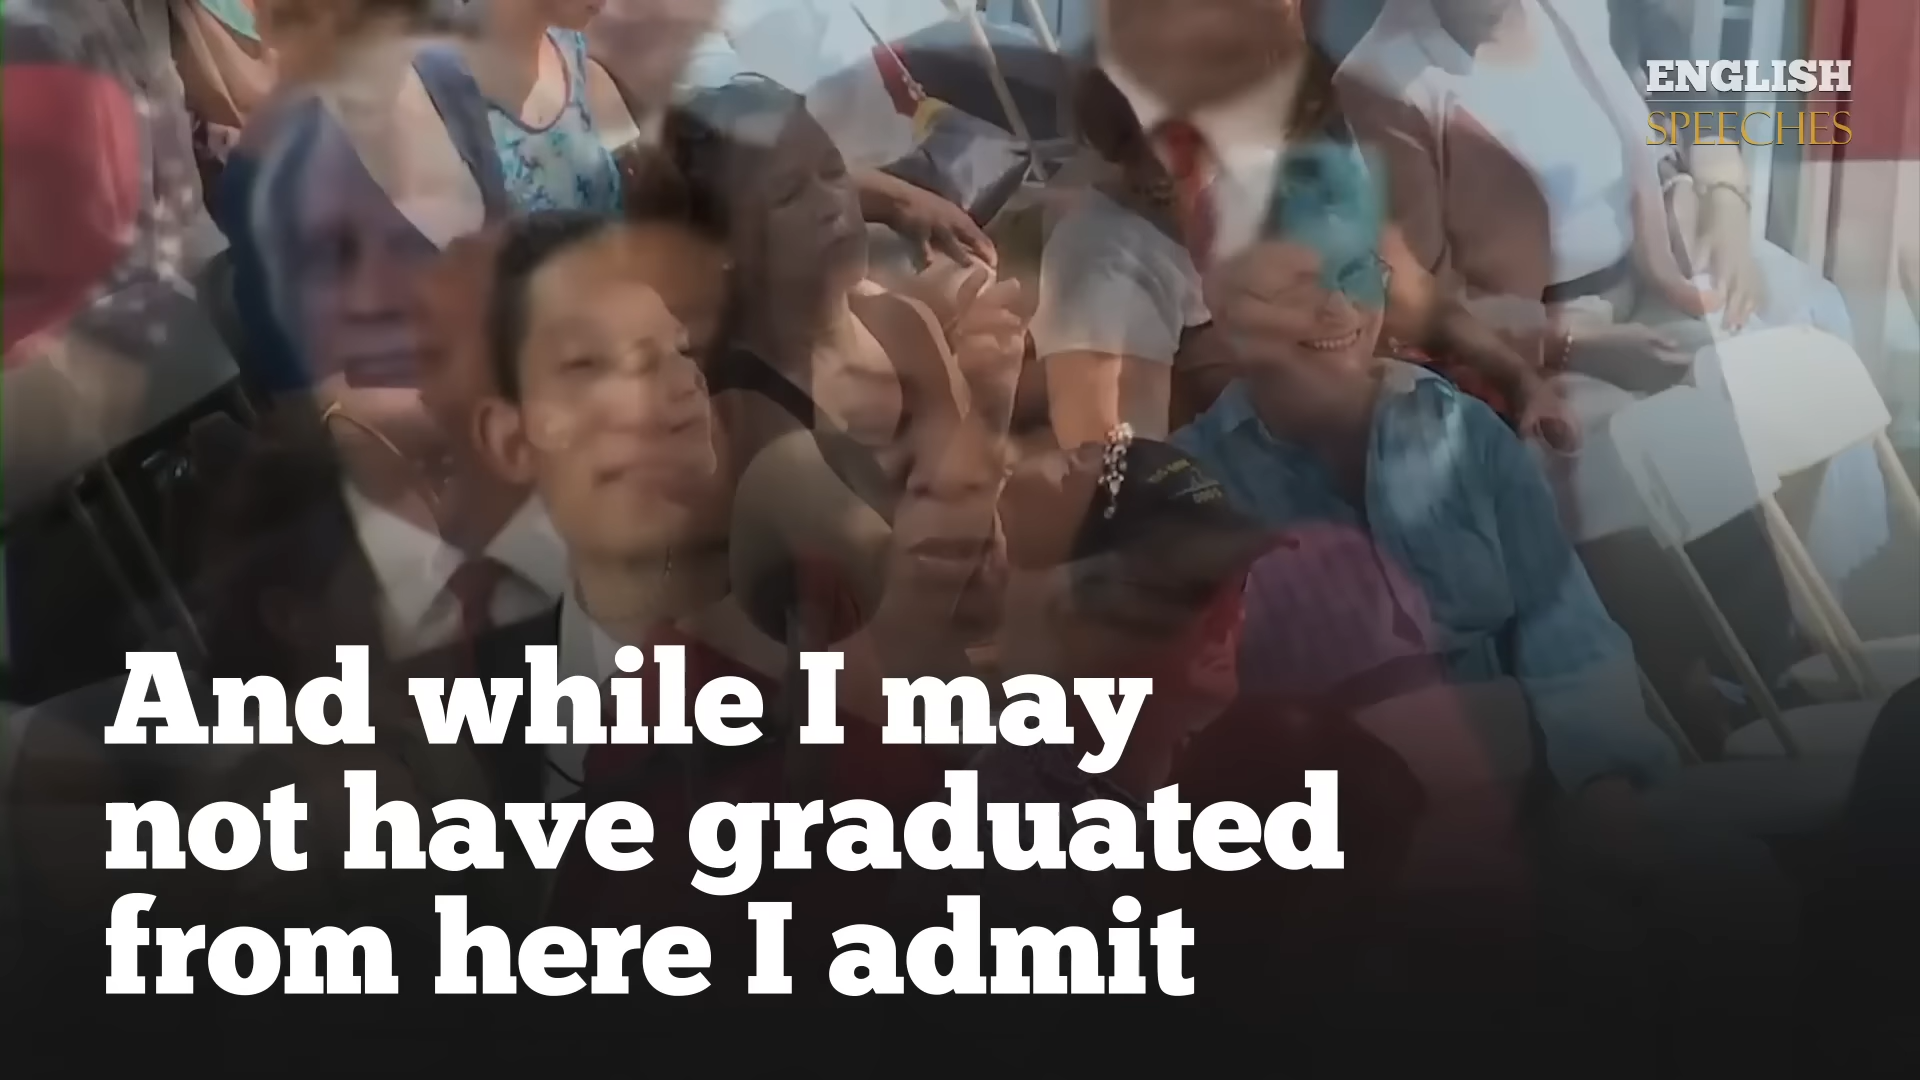 ENGLISH
SPEECHES
And while I may
not have graduated
from here I admit